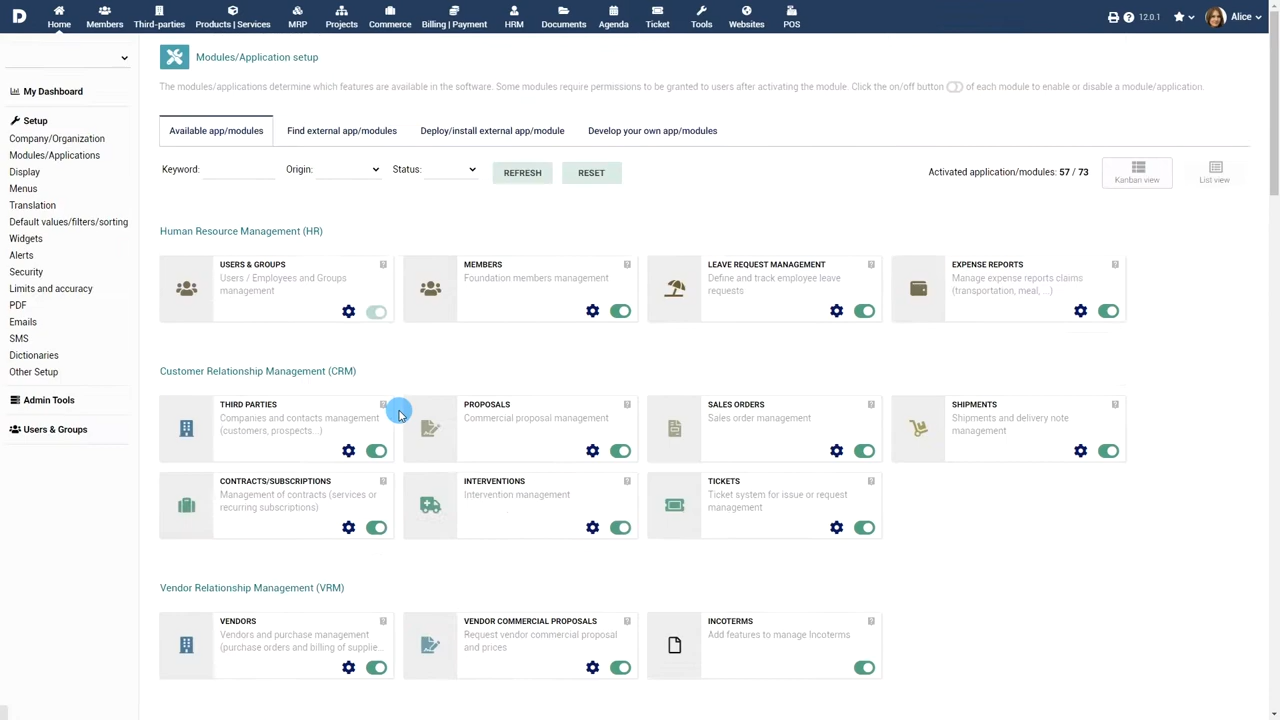 D
Home
Members
Third-parties
Products | Services
MRP
Projects
Commerce
Billing | Payment
HRM
Documents
Agenda
Ticket
Tools
Websites
POS
12.0.1
Alice
My Dashboard
Setup
Company/Organization
Modules/Applications
Display
Menus
Translation
Default values/filters/sorting
Widgets
Alerts
Security
Limits and accuracy
PDF
Emails
SMS
Dictionaries
Other Setup
Admin Tools
Users & Groups
Modules/Application setup
The modules/applications determine which features are available in the software. Some modules require permissions to be granted to users after activating the module. Click the on/off button of each module to enable or disable a module/application.
Available app/modules
Find external app/modules
Deploy/install external app/module
Develop your own app/modules
Keyword:
Origin:
Status:
REFRESH
RESET
Activated application/modules: 57 / 73
Kanban view
List view
Human Resource Management (HR)
USERS & GROUPS
Users / Employees and Groups
management
MEMBERS
Foundation members management
LEAVE REQUEST MANAGEMENT
Define and track employee leave
requests
EXPENSE REPORTS
Manage expense reports claims
(transportation, meal, ...)
Customer Relationship Management (CRM)
THIRD PARTIES
Companies and contacts management
(customers, prospects...)
PROPOSALS
Commercial proposal management
SALES ORDERS
Sales order management
SHIPMENTS
Shipments and delivery note
management
CONTRACTS/SUBSCRIPTIONS
Management of contracts (services or
recurring subscriptions)
INTERVENTIONS
Intervention management
TICKETS
Ticket system for issue or request
management
Vendor Relationship Management (VRM)
VENDORS
Vendors and purchase management
(purchase orders and billing of supplie...
VENDOR COMMERCIAL PROPOSALS
Request vendor commercial proposal
and prices
INCOTERMS
Add features to manage Incoterms